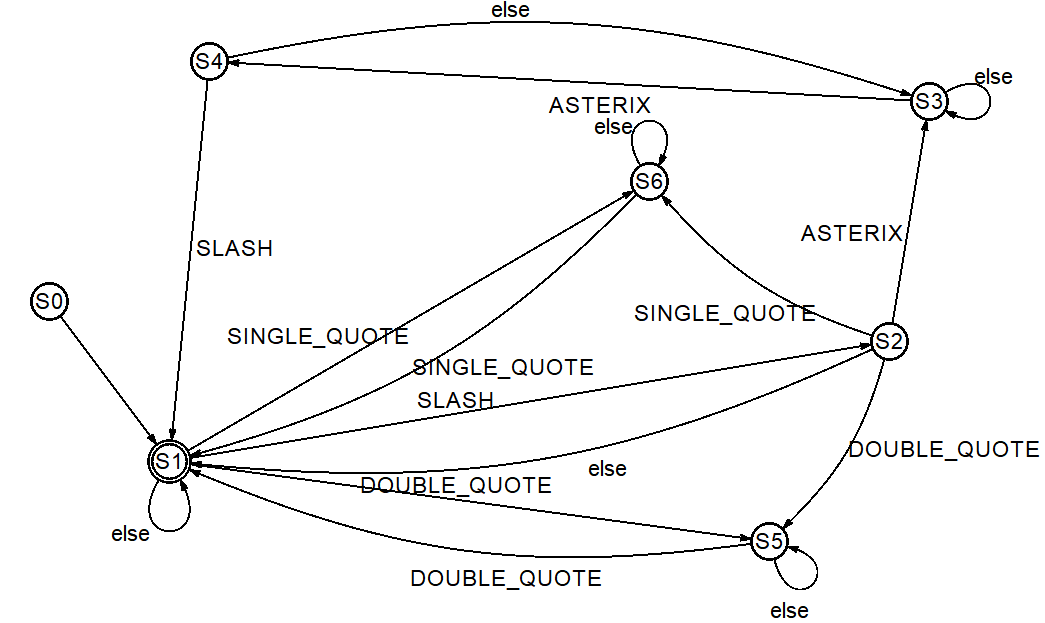 else
S4
else
S3
ASTERIX
else
S6
ASTERIX
SLASH
S0
SINGLE_QUOTE
SINGLE_QUOTE
S2
SINGLE_QUOTE
SLASH
DOUBLE_QUOTE
S1
else
DOUBLE_QUOTE
else
S5
DOUBLE_QUOTE
else